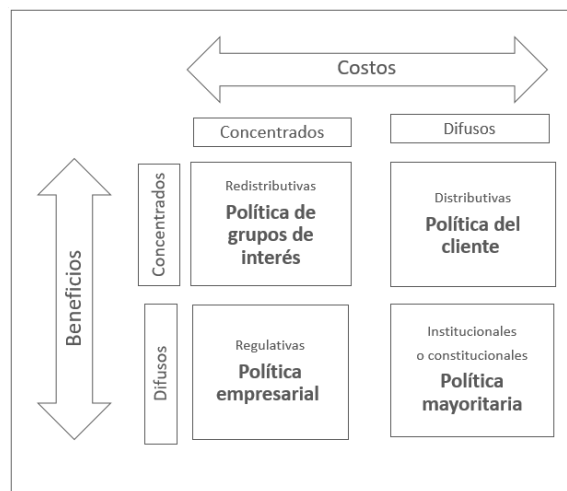 Costos
Concentrados
Difusos
Beneficios
Concentrados
Redistributivas
Política de
grupos de
interés
Distributivas
Política del
cliente
Difusos
Regulativas
Política
empresarial
Institucionales
o constitucionales
Política
mayoritaria